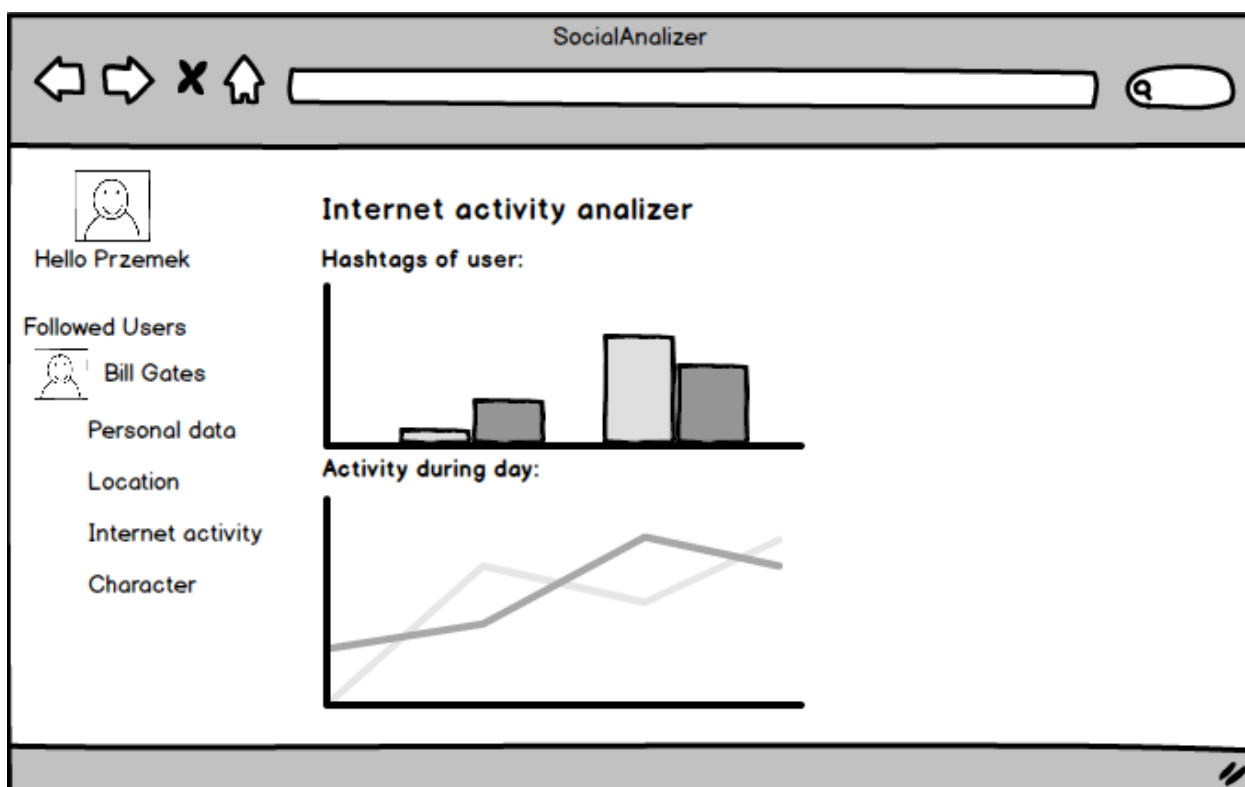 SocialAnalizer
Hello Przemek
Followed Users
Bill Gates
Personal data
Location
Internet activity
Character
Internet activity analizer
Hashtags of user:
Activity during day: